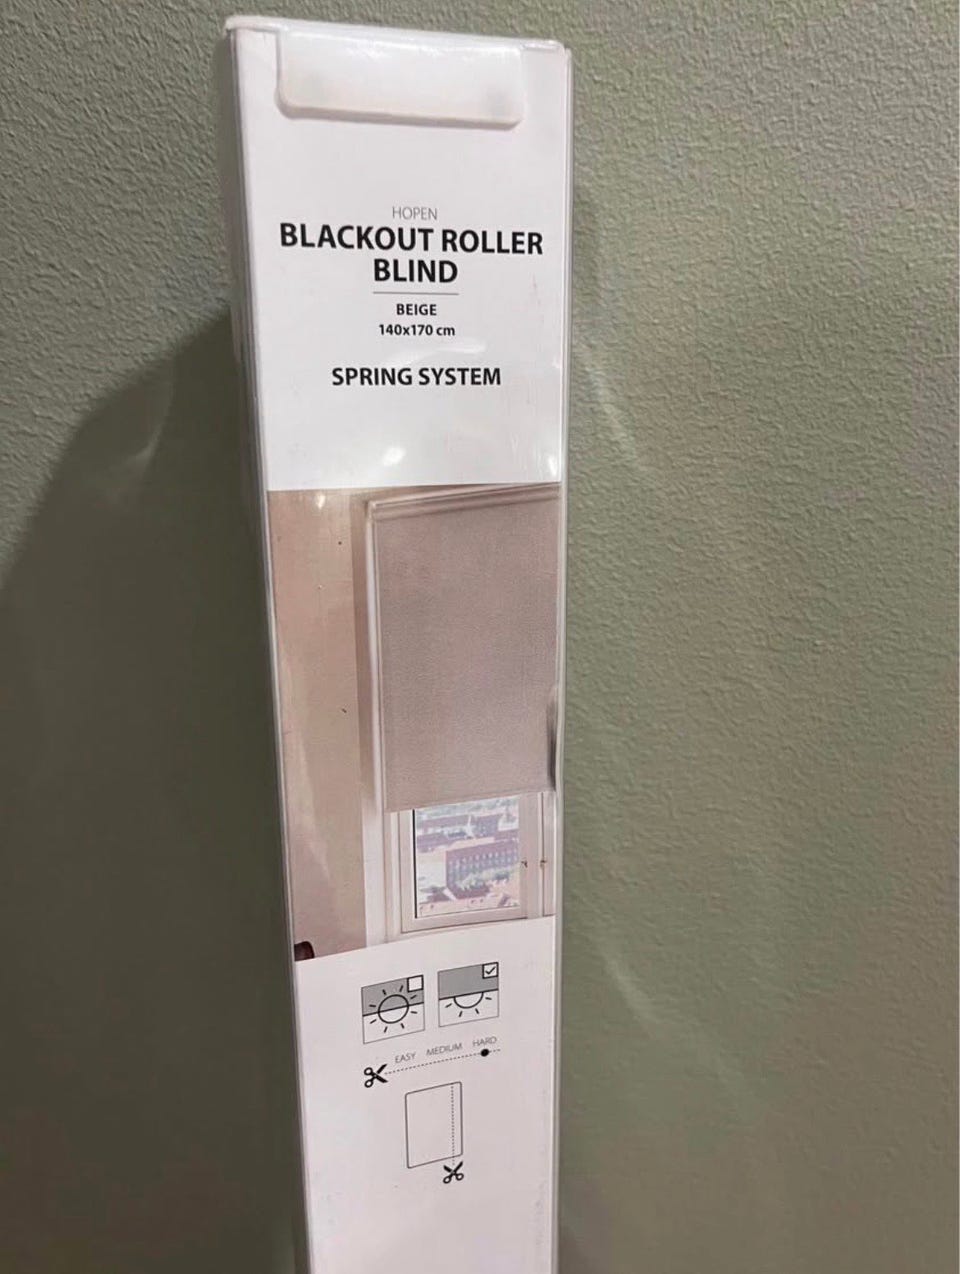 HOPEN
BLACKOUT ROLLER
BLIND
BEIGE
140x170 cm
SPRING SYSTEM
EASY MEDIUM HARD